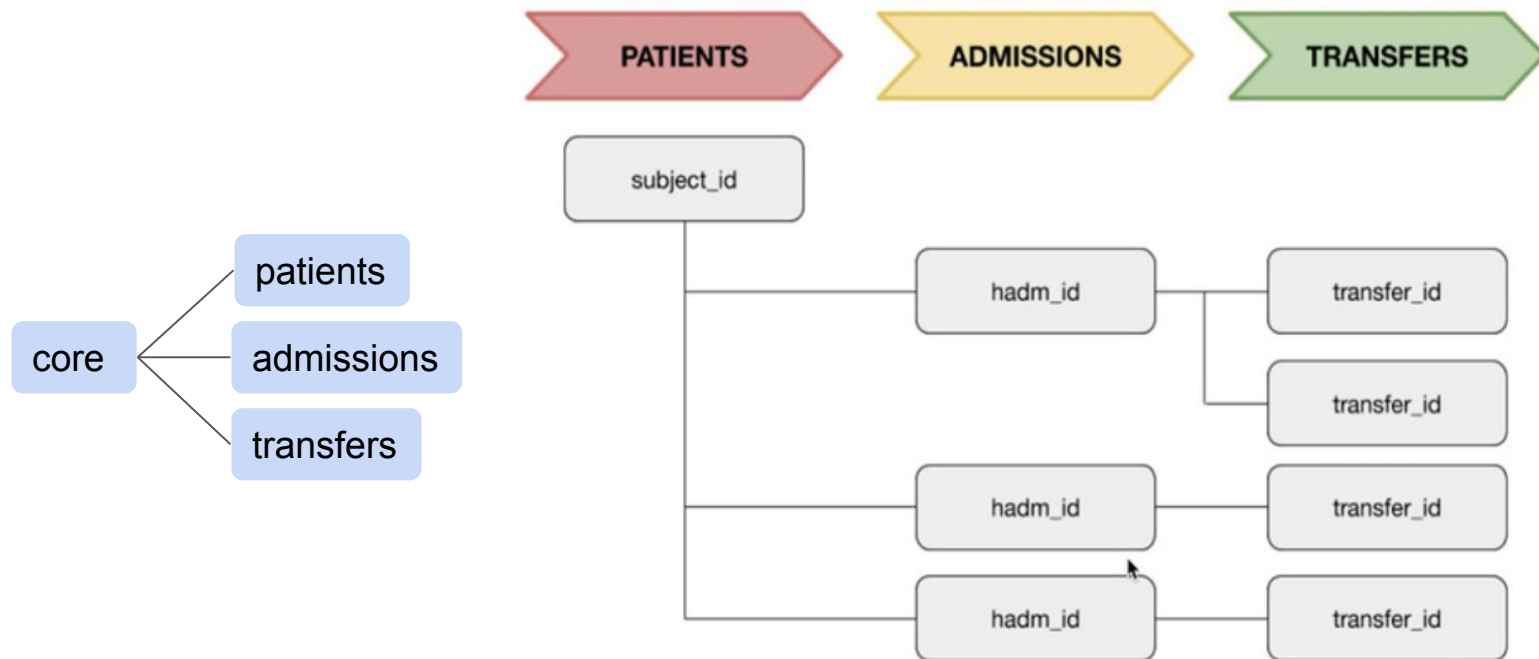 PATIENTS
ADMISSIONS
TRANSFERS
subject_id
core
patients
admissions
transfers
hadm_id
transfer_id
transfer_id
hadm_id
transfer_id
hadm_id
transfer_id